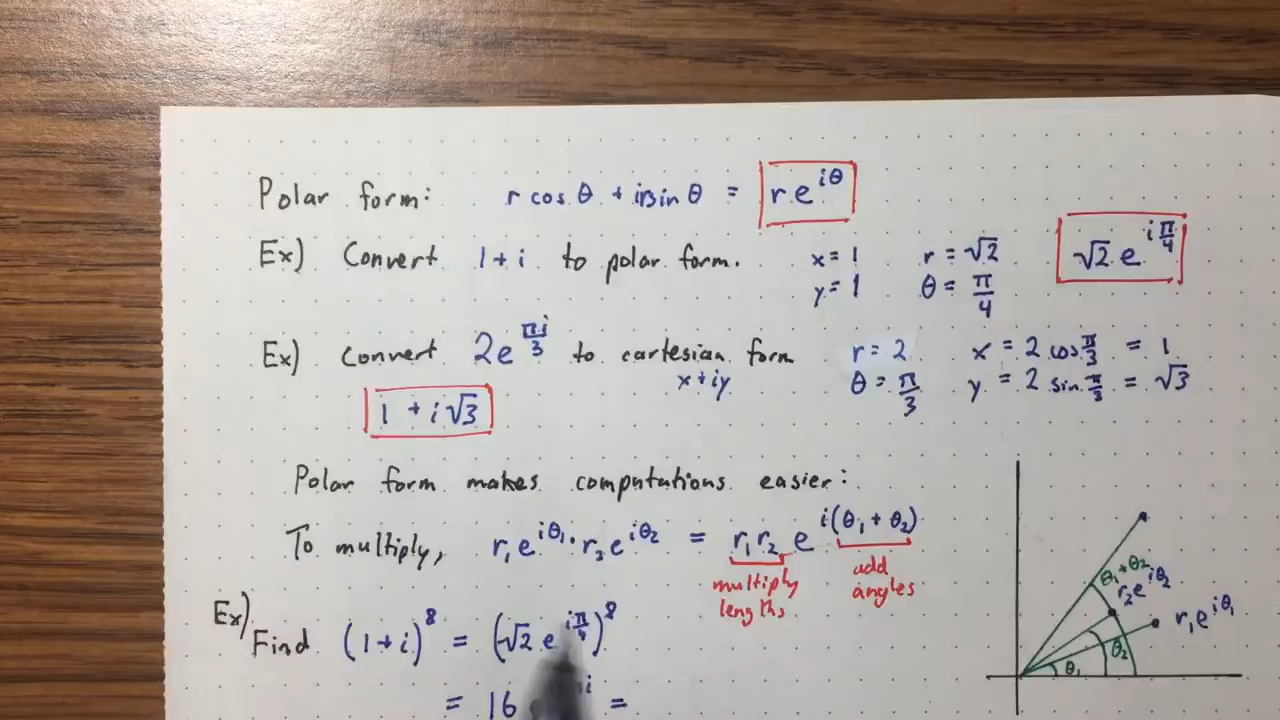 Polar form: r cos θ + i r sin θ = re^{iθ}
Ex) Convert 1+i to polar form. x = 1 r = √2 √2 e^{i π/4}
y = 1 θ = π/4
Ex) Convert 2e^{πi/3} to cartesian form r = 2 x = 2 cos π/3 = 1
x+iy θ = π/3 y = 2 sin π/3 = √3
1 + i√3
Polar form makes computations easier:
To multiply, r₁e^{iθ₁} · r₂e^{iθ₂} = r₁r₂ e^{i(θ₁ + θ₂)}
multiply lengths
add angles
Ex)
Find (1+i)^8 = (√2 e^{i π/4})^8
= 16 =
θ₁+θ₂
r₂e^{iθ₂}
r₁e^{iθ₁}
θ₁
θ₂